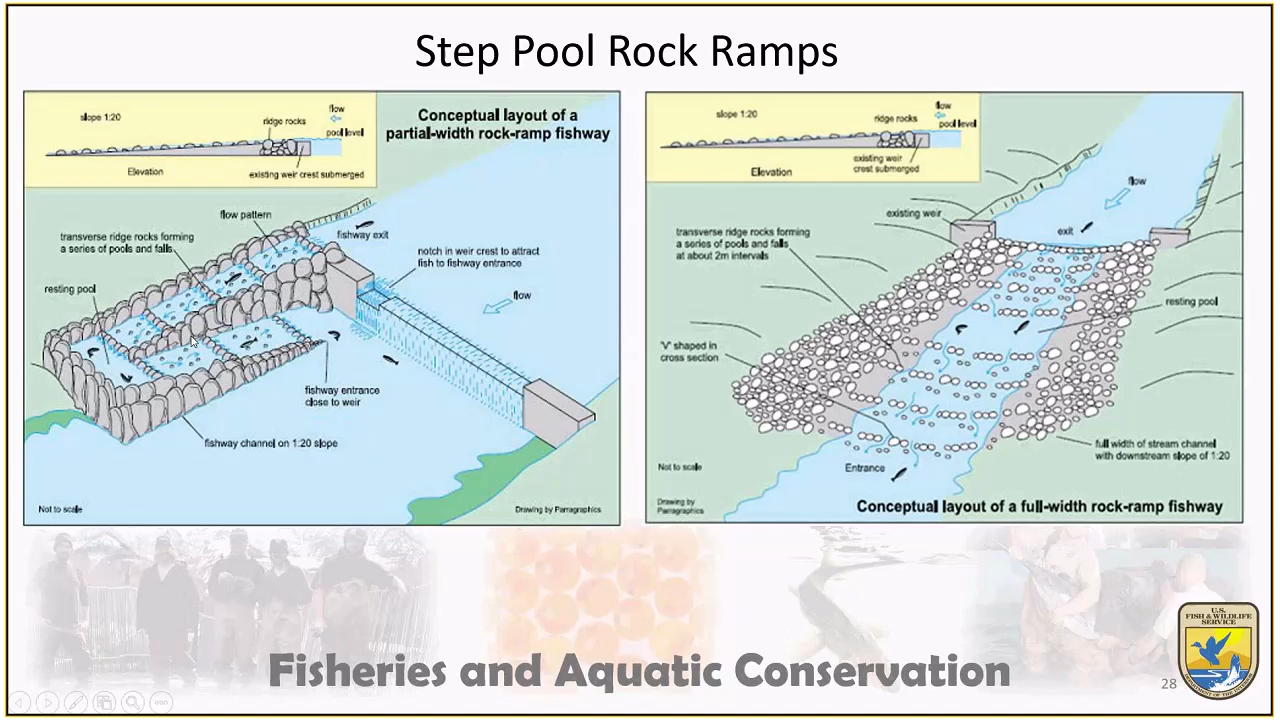 Step Pool Rock Ramps
Conceptual layout of a
partial-width rock-ramp fishway
slope 1:20
flow
ridge rocks
pool level
Elevation
existing weir crest submerged
flow pattern
transverse ridge rocks forming
a series of pools and falls
fishway exit
notch in weir crest to attract
fish to fishway entrance
resting pool
flow
fishway entrance
close to weir
fishway channel on 1:20 slope
Not to scale
Drawing by Parragraphics
slope 1:20
flow
ridge rocks
pool level
existing weir
crest submerged
Elevation
flow
existing weir
exit
transverse ridge rocks forming
a series of pools and falls
at about 2m intervals
resting pool
'V' shaped in
cross section
full width of stream channel
with downstream slope of 1:20
Not to scale
Entrance
Drawing by
Parragraphics
Conceptual layout of a full-width rock-ramp fishway
Fisheries and Aquatic Conservation
28
U.S.
FISH & WILDLIFE
SERVICE
DEPARTMENT OF THE INTERIOR